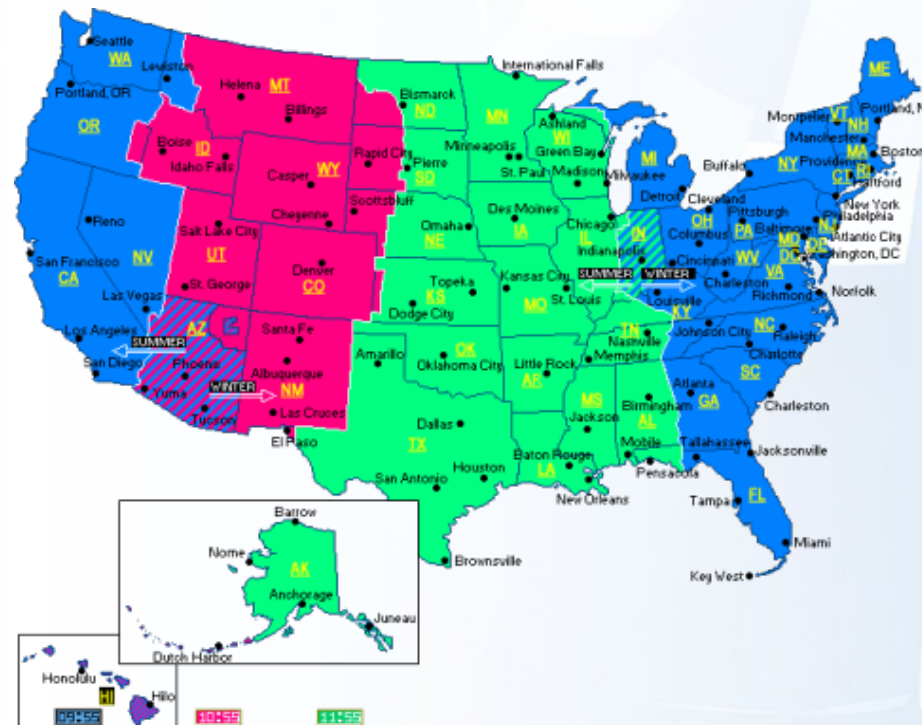 Seattle
WA
Lewiston
Portland, OR
OR
Helena
MT
Billings
Boise
ID
Idaho Falls
WY
Casper
Cheyenne
Bismarck
ND
Rapid City
Pierre
SD
Scottsbluff
International Falls
MN
Minneapolis
St. Paul
Ashland
WI
Green Bay
Madison
Milwaukee
MI
Detroit
ME
Montpelier
VT
Portland, M
NH
Manchester
MA
Boston
Buffalo
NY
Providenc
RI
CT
Hartford
New York
Cleveland
OH
Pittsburgh
PA
Philadelphia
NJ
Baltimore
MD
DE
Atlantic City
DC
Washington, DC
Columbus
Reno
NV
San Francisco
CA
Salt Lake City
UT
St. George
Denver
CO
Omaha
NE
Des Moines
IA
Chicago
IL
IN
Indianapolis
Cincinnati
WV
Charleston
VA
Richmond
Norfolk
Topeka
KS
Dodge City
Kansas City
MO
St. Louis
SUMMER
WINTER
Louisville
KY
Las Vegas
Los Angeles
SUMMER
San Diego
AZ
Phoenix
WINTER
Yuma
Tucson
Santa Fe
Albuquerque
NM
Las Cruces
El Paso
Amarillo
OK
Oklahoma City
Little Rock
AR
TN
Nashville
Memphis
Johnson City
NC
Raleigh
Charlotte
SC
Charleston
Atlanta
GA
MS
Jackson
Birmingham
AL
Dallas
TX
San Antonio
Houston
Baton Rouge
LA
New Orleans
Mobile
Pensacola
Tallahassee
Jacksonville
Tampa
FL
Miami
Key West
Brownsville
Barrow
Nome
AK
Anchorage
Juneau
Dutch Harbor
Honolulu
HI
Hilo
09:55
10:55
11:55